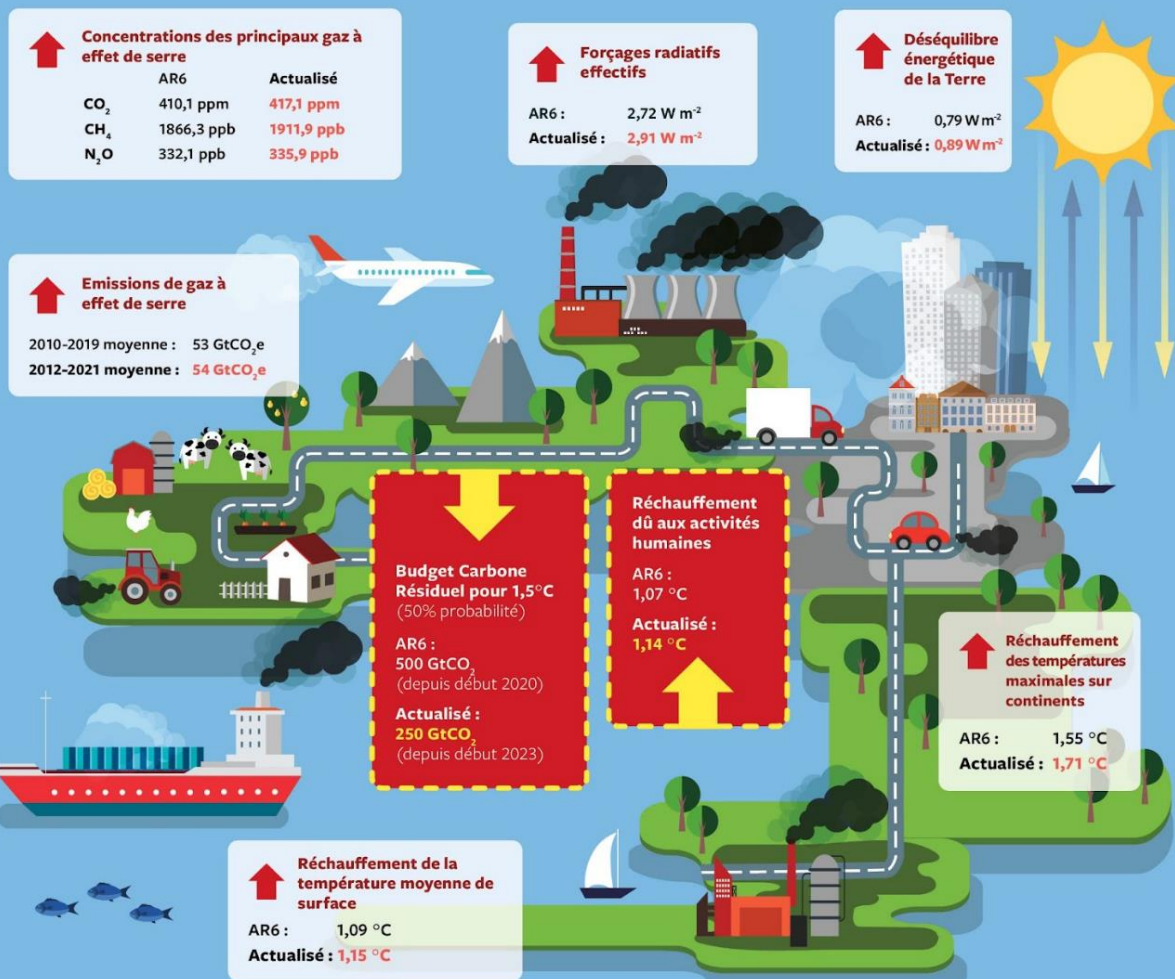 Concentrations des principaux gaz à
effet de serre
AR6 Actualisé
CO₂ 410,1 ppm 417,1 ppm
CH₄ 1866,3 ppb 1911,9 ppb
N₂O 332,1 ppb 335,9 ppb
Forçages radiatifs
effectifs
AR6 : 2,72 W m⁻²
Actualisé : 2,91 W m⁻²
Déséquilibre
énergétique
de la Terre
AR6 : 0,79 W m⁻²
Actualisé : 0,89 W m⁻²
Emissions de gaz à
effet de serre
2010-2019 moyenne : 53 GtCO₂e
2012-2021 moyenne : 54 GtCO₂e
Budget Carbone
Résiduel pour 1,5°C
(50% probabilité)
AR6 :
500 GtCO₂
(depuis début 2020)
Actualisé :
250 GtCO₂
(depuis début 2023)
Réchauffement
dû aux activités
humaines
AR6 :
1,07 °C
Actualisé :
1,14 °C
Réchauffement
des températures
maximales sur
continents
AR6 : 1,55 °C
Actualisé : 1,71 °C
Réchauffement de la
température moyenne de
surface
AR6 : 1,09 °C
Actualisé : 1,15 °C